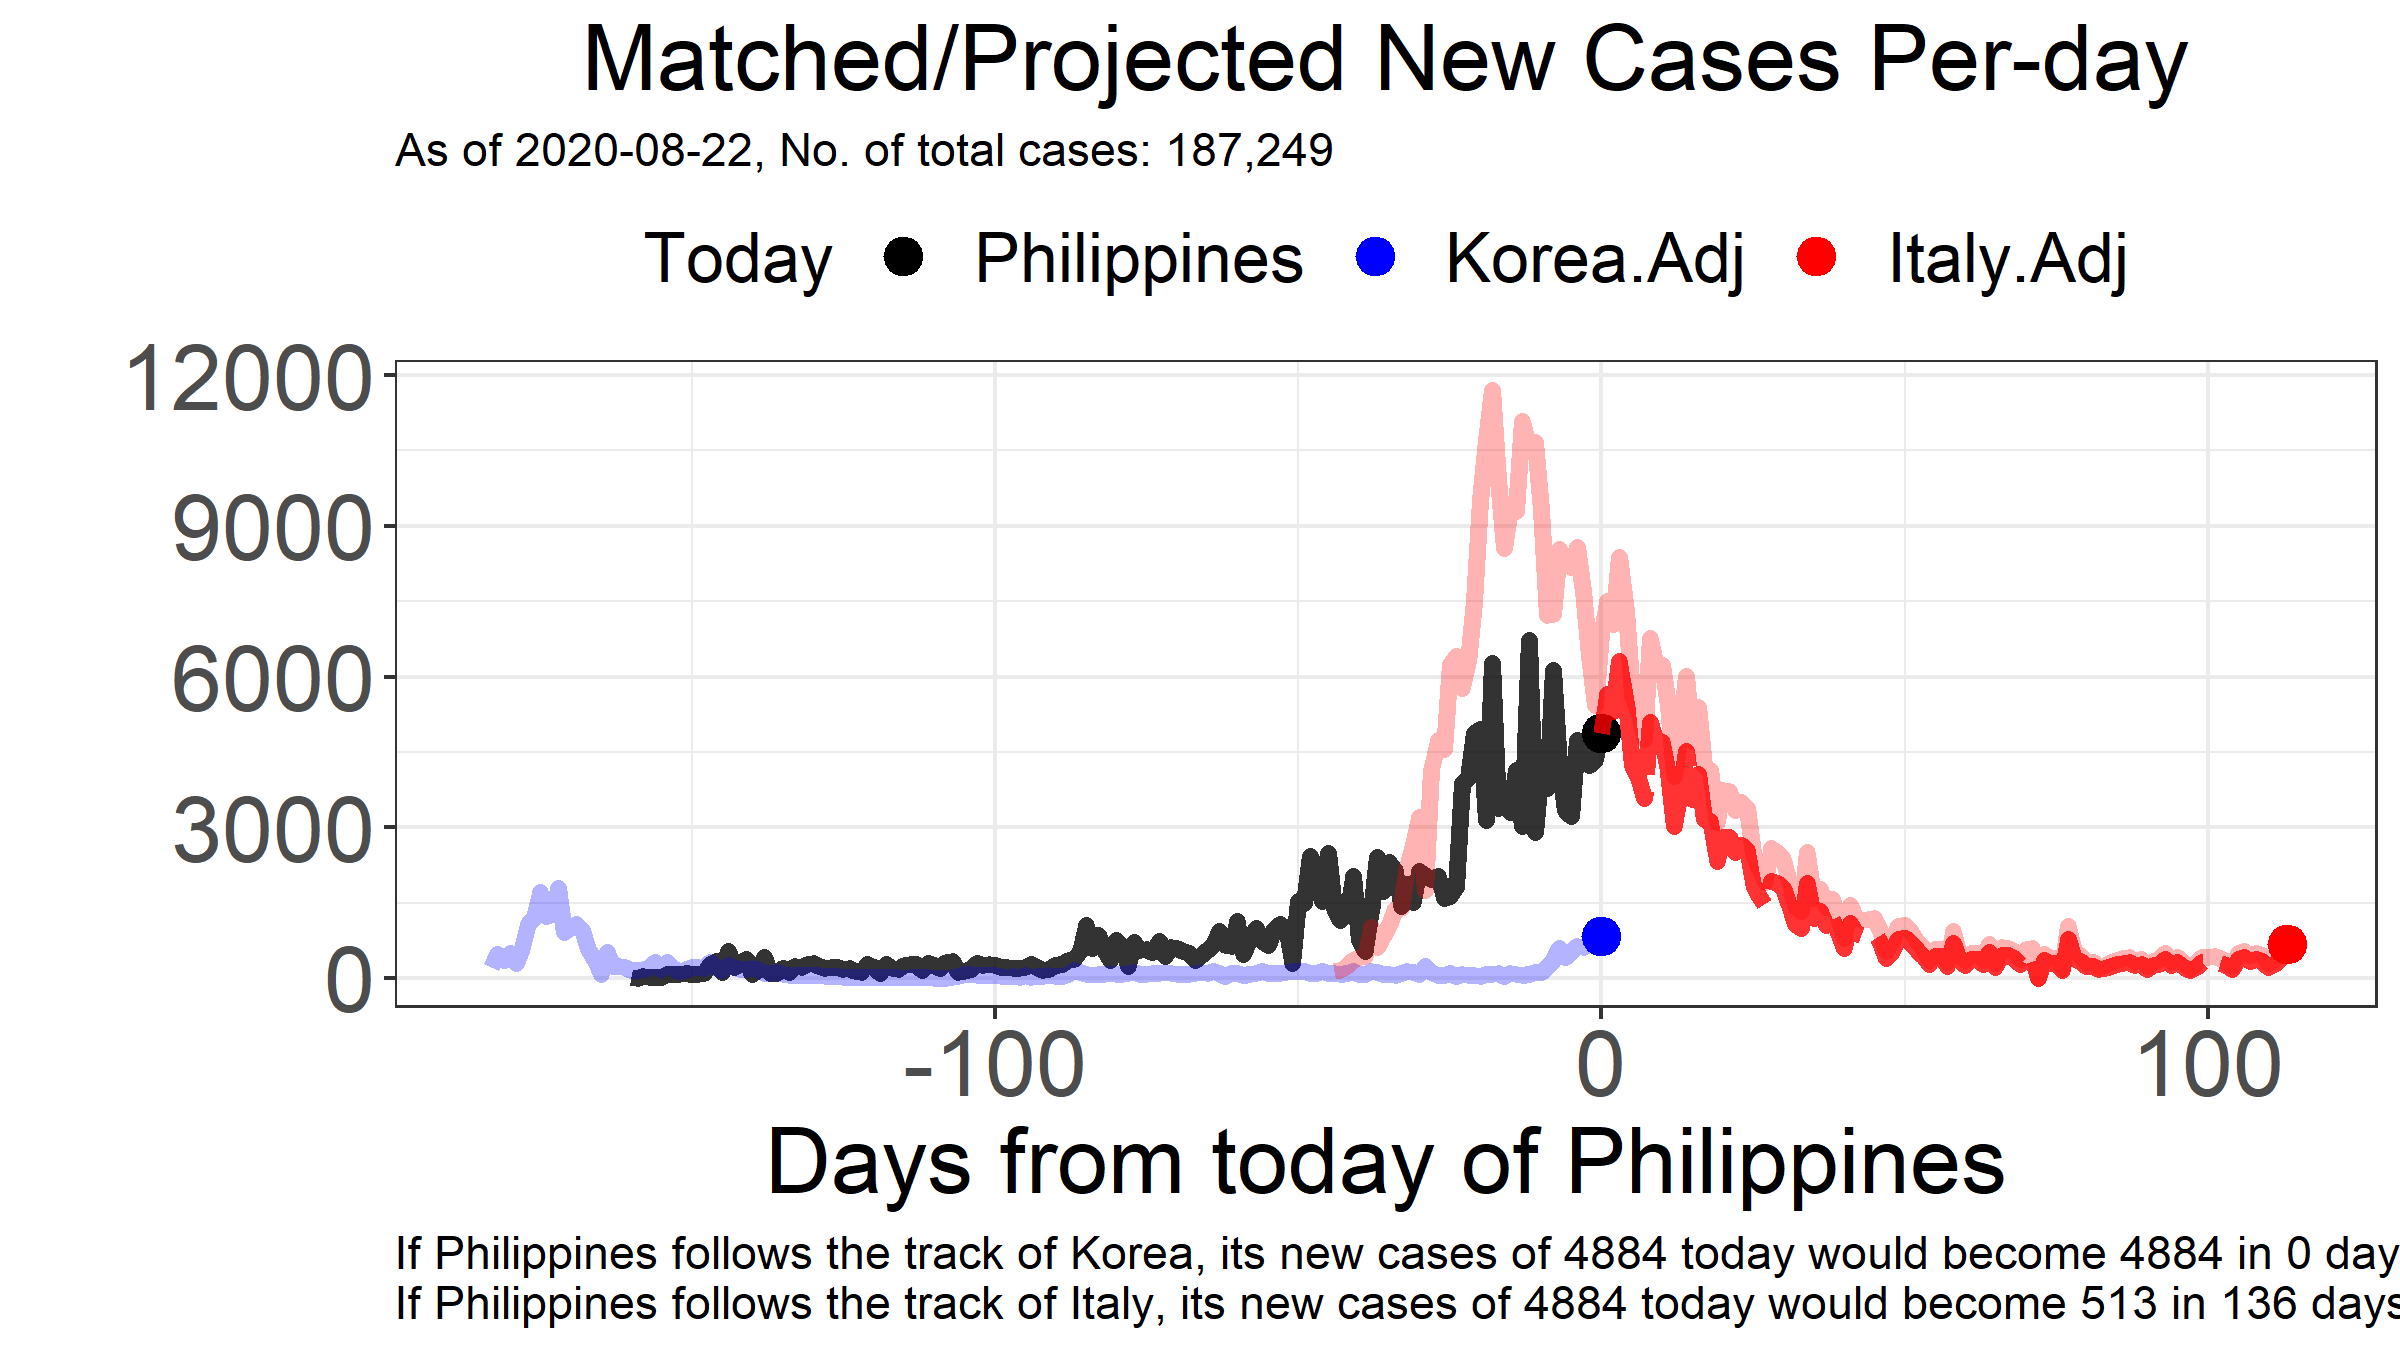 Matched/Projected New Cases Per-day
As of 2020-08-22, No. of total cases: 187,249
Today Philippines Korea.Adj Italy.Adj
12000
9000
6000
3000
0
-100 0 100
Days from today of Philippines
If Philippines follows the track of Korea, its new cases of 4884 today would become 4884 in 0 day
If Philippines follows the track of Italy, its new cases of 4884 today would become 513 in 136 days